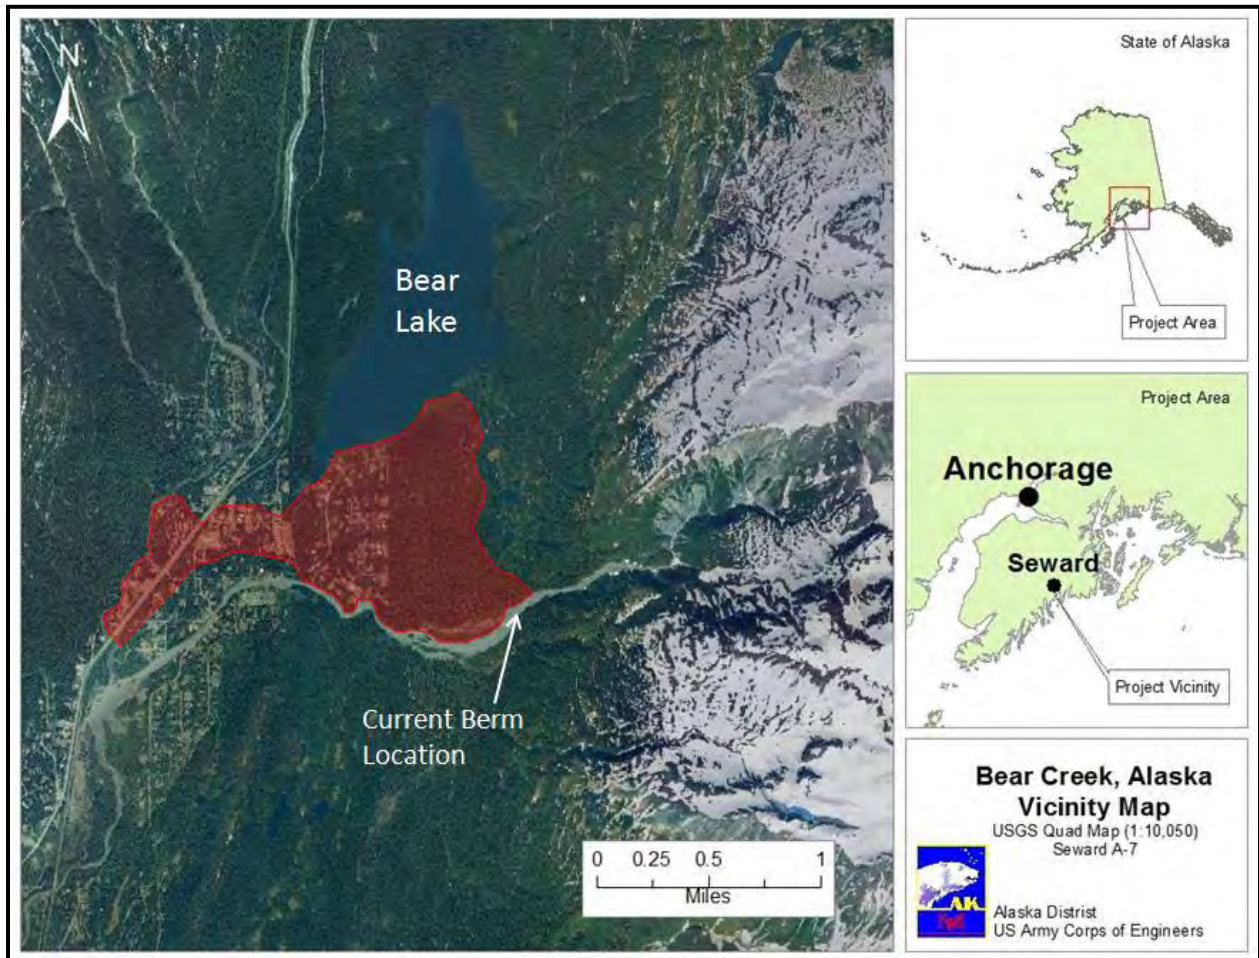 N
Bear
Lake
Current Berm
Location
0 0.25 0.5 1
Miles
State of Alaska
Project Area
Project Area
Anchorage
Seward
Project Vicinity
Bear Creek, Alaska
Vicinity Map
USGS Quad Map (1:10,050)
Seward A-7
AK
Alaska District
US Army Corps of Engineers